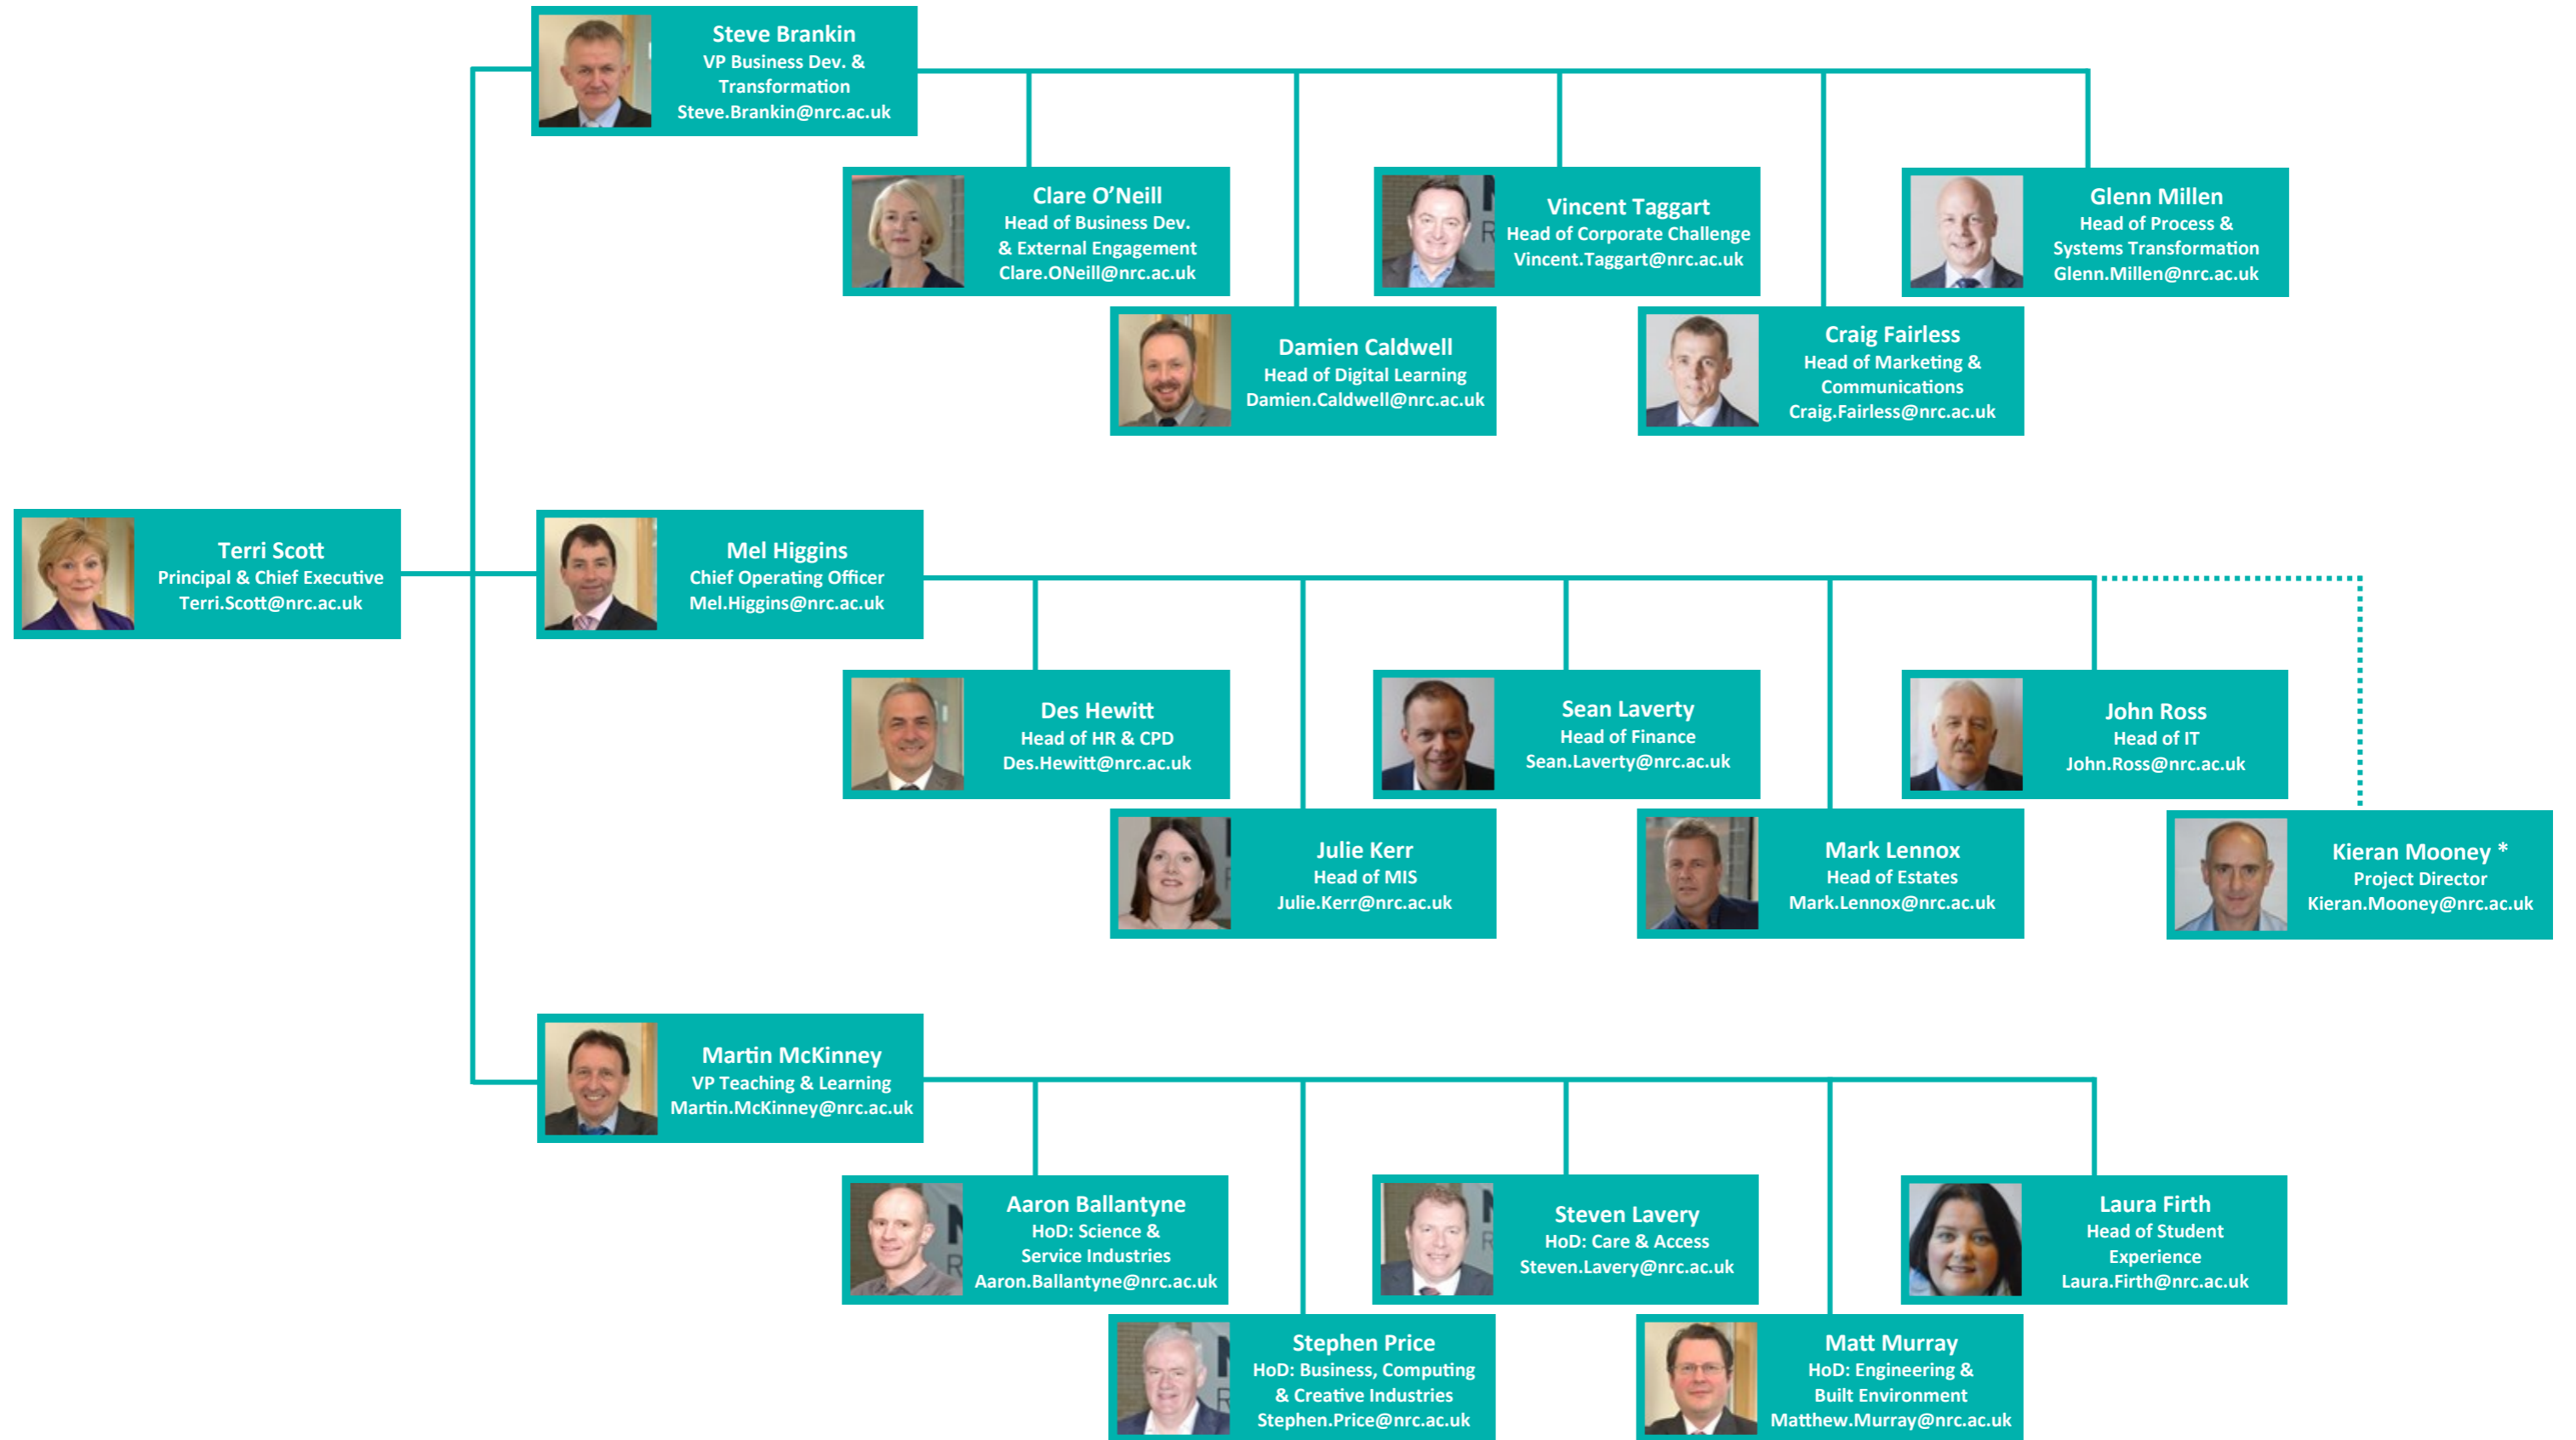 Steve Brankin
VP Business Dev. &
Transformation
Steve.Brankin@nrc.ac.uk
Clare O’Neill
Head of Business Dev.
& External Engagement
Clare.ONeill@nrc.ac.uk
Vincent Taggart
Head of Corporate Challenge
Vincent.Taggart@nrc.ac.uk
Glenn Millen
Head of Process &
Systems Transformation
Glenn.Millen@nrc.ac.uk
Damien Caldwell
Head of Digital Learning
Damien.Caldwell@nrc.ac.uk
Craig Fairless
Head of Marketing &
Communications
Craig.Fairless@nrc.ac.uk
Terri Scott
Principal & Chief Executive
Terri.Scott@nrc.ac.uk
Mel Higgins
Chief Operating Officer
Mel.Higgins@nrc.ac.uk
Des Hewitt
Head of HR & CPD
Des.Hewitt@nrc.ac.uk
Sean Laverty
Head of Finance
Sean.Laverty@nrc.ac.uk
John Ross
Head of IT
John.Ross@nrc.ac.uk
Julie Kerr
Head of MIS
Julie.Kerr@nrc.ac.uk
Mark Lennox
Head of Estates
Mark.Lennox@nrc.ac.uk
Kieran Mooney *
Project Director
Kieran.Mooney@nrc.ac.uk
Martin McKinney
VP Teaching & Learning
Martin.McKinney@nrc.ac.uk
Aaron Ballantyne
HoD: Science &
Service Industries
Aaron.Ballantyne@nrc.ac.uk
Steven Lavery
HoD: Care & Access
Steven.Lavery@nrc.ac.uk
Laura Firth
Head of Student
Experience
Laura.Firth@nrc.ac.uk
Stephen Price
HoD: Business, Computing
& Creative Industries
Stephen.Price@nrc.ac.uk
Matt Murray
HoD: Engineering &
Built Environment
Matthew.Murray@nrc.ac.uk